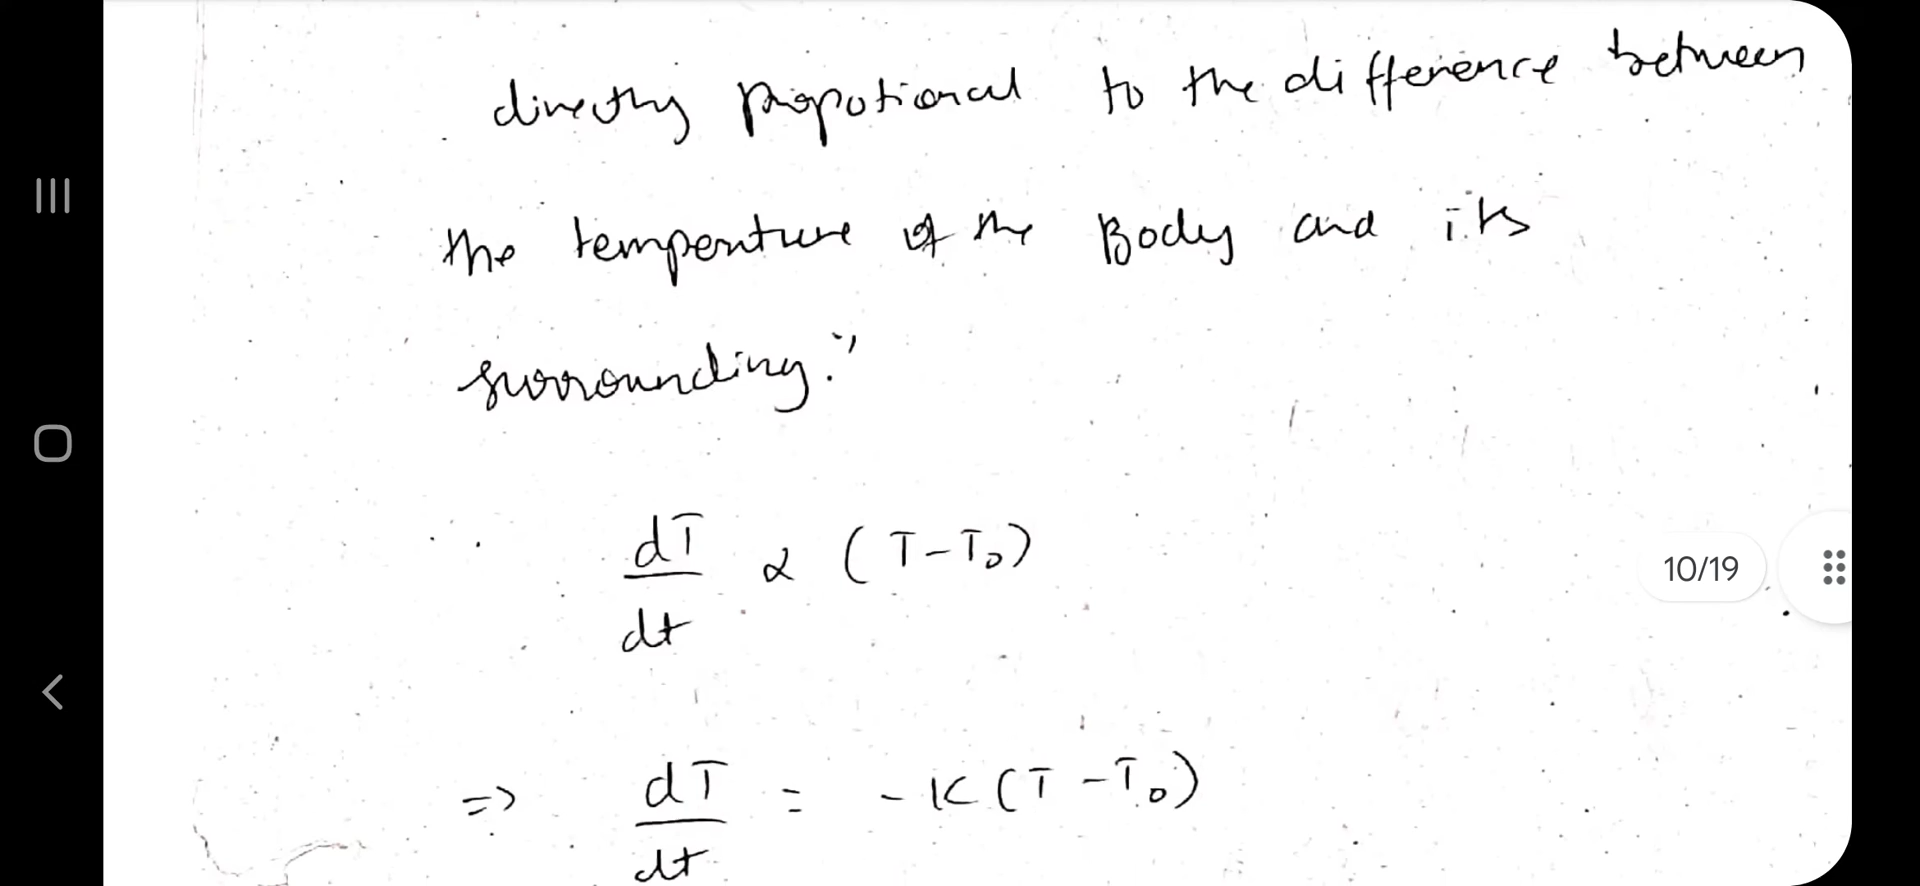 directly propotional to the difference between
the temperature of the Body and its
surrounding."
dT/dt ∝ (T-T₀)
=> dT/dt = -K(T-T₀)
10/19